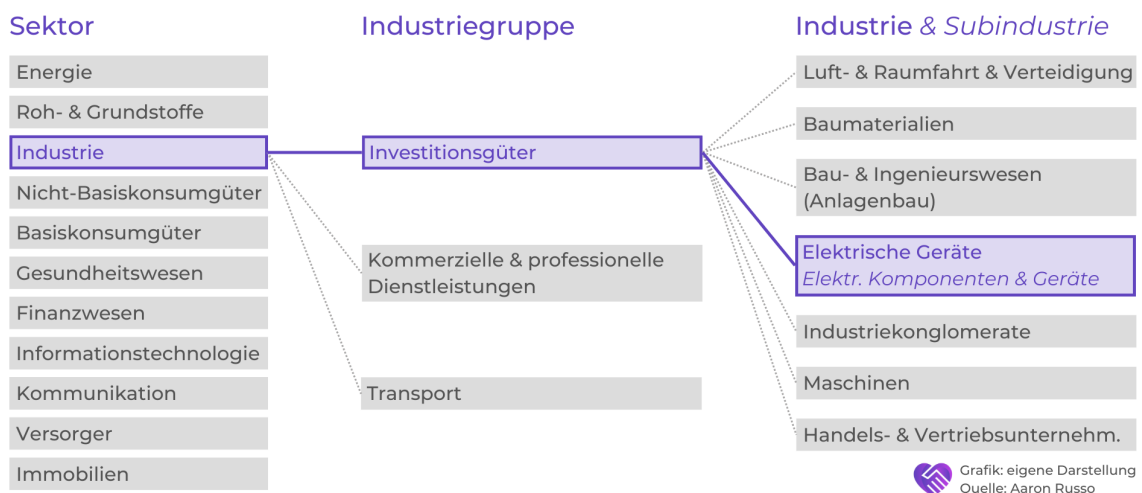 Sektor
Energie
Roh- & Grundstoffe
Industrie
Nicht-Basiskonsumgüter
Basiskonsumgüter
Gesundheitswesen
Finanzwesen
Informationstechnologie
Kommunikation
Versorger
Immobilien
Industriegruppe
Investitionsgüter
Kommerzielle & professionelle
Dienstleistungen
Transport
Industrie & Subindustrie
Luft- & Raumfahrt & Verteidigung
Baumaterialien
Bau- & Ingenieurswesen
(Anlagenbau)
Elektrische Geräte
Elektr. Komponenten & Geräte
Industriekonglomerate
Maschinen
Handels- & Vertriebsunternehm.
Grafik: eigene Darstellung
Quelle: Aaron Russo